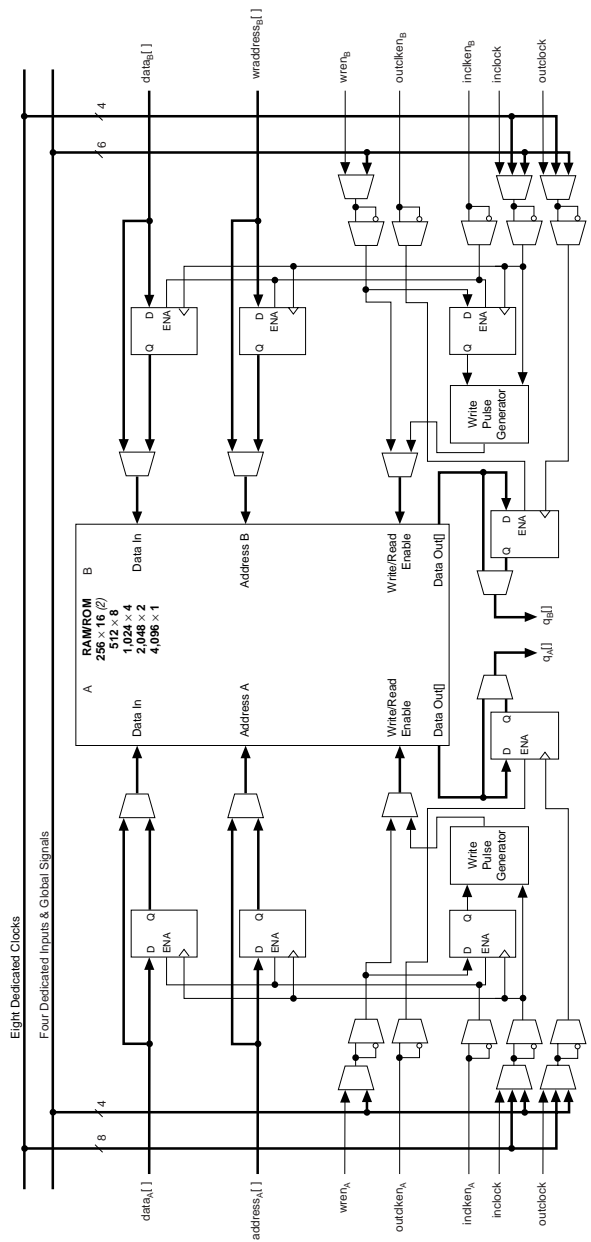 Eight Dedicated Clocks
Four Dedicated Inputs & Global Signals
8
4
6
4
A
B
RAM/ROM
256 × 16 (2)
512 × 8
1,024 × 4
2,048 × 2
4,096 × 1
data_A[ ]
D
ENA
Q
Data In
Data In
Q
D
ENA
data_B[ ]
address_A[ ]
D
ENA
Q
Address A
Address B
Q
D
ENA
wraddress_B[ ]
wren_A
Write/Read
Enable
Write/Read
Enable
wren_B
outclken_A
Data Out[]
Data Out[]
outclken_B
inclken_A
D
ENA
Q
Write
Pulse
Generator
Write
Pulse
Generator
Q
D
ENA
inclken_B
inclock
D
ENA
Q
Q
D
ENA
inclock
outclock
q_A[]
q_B[]
outclock